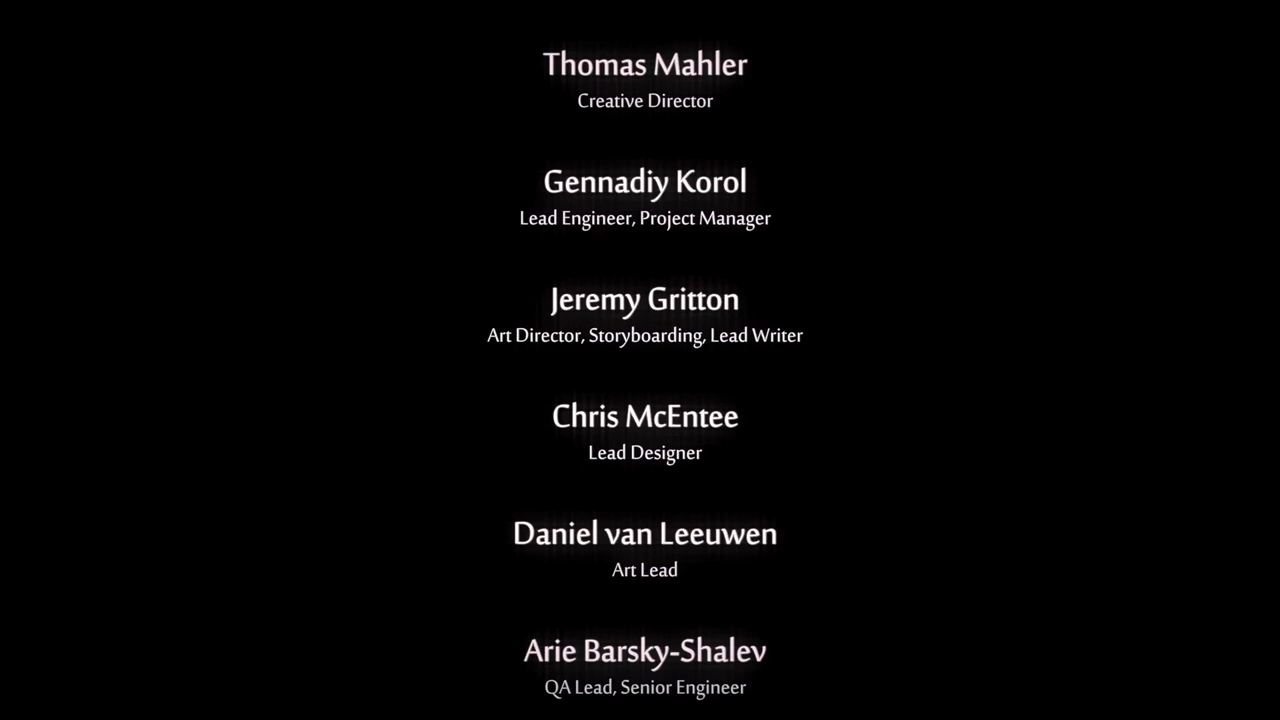 Thomas Mahler
Creative Director
Gennadiy Korol
Lead Engineer, Project Manager
Jeremy Gritton
Art Director, Storyboarding, Lead Writer
Chris McEntee
Lead Designer
Daniel van Leeuwen
Art Lead
Arie Barsky-Shalev
QA Lead, Senior Engineer